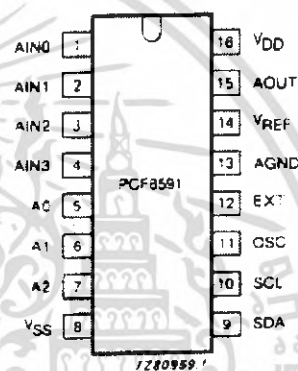 AIN0 1 16 VDD
AIN1 2 15 AOUT
AIN2 3 14 VREF
AIN3 4 13 AGND
PCF8591
A0 5 12 EXT
A1 6 11 OSC
A2 7 10 SCL
VSS 8 9 SDA
7Z80959.1